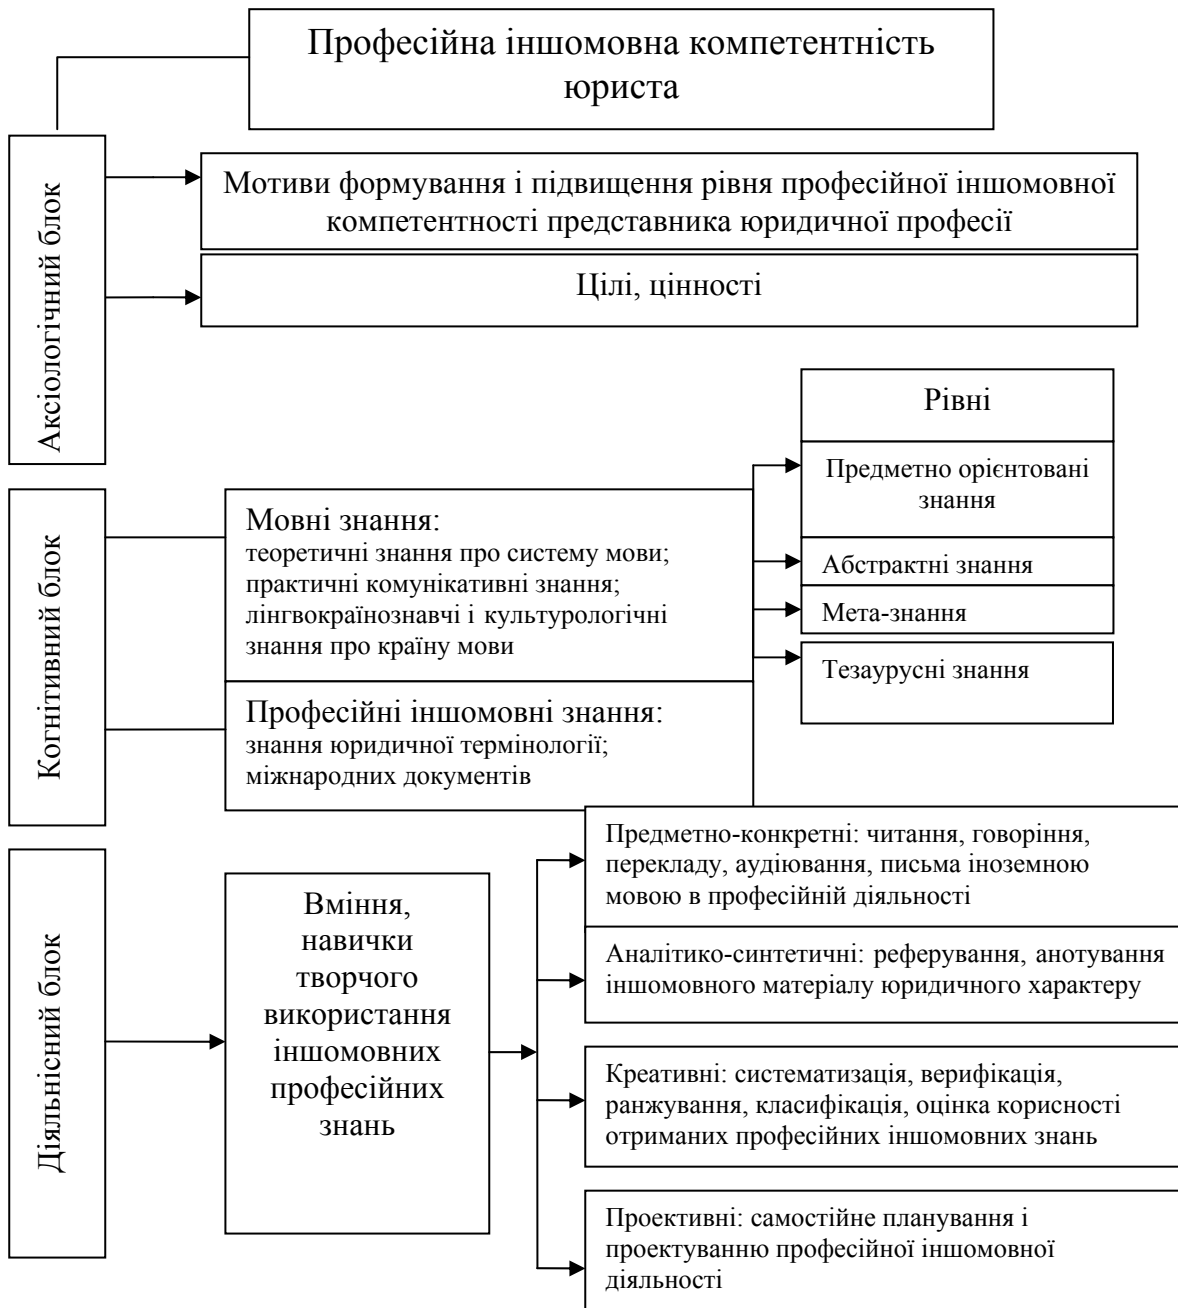 Професійна іншомовна компетентність
юриста
Аксіологічний блок
Мотиви формування і підвищення рівня професійної іншомовної
компетентності представника юридичної професії
Цілі, цінності
Рівні
Предметно орієнтовані
знання
Абстрактні знання
Мета-знання
Тезаурусні знання
Когнітивний блок
Мовні знання:
теоретичні знання про систему мови;
практичні комунікативні знання;
лінгвокраїнознавчі і культурологічні
знання про країну мови
Професійні іншомовні знання:
знання юридичної термінології;
міжнародних документів
Діяльнісний блок
Вміння,
навички
творчого
використання
іншомовних
професійних
знань
Предметно-конкретні: читання, говоріння,
перекладу, аудіювання, письма іноземною
мовою в професійній діяльності
Аналітико-синтетичні: реферування, анотування
іншомовного матеріалу юридичного характеру
Креативні: систематизація, верифікація,
ранжування, класифікація, оцінка корисності
отриманих професійних іншомовних знань
Проективні: самостійне планування і
проектуванню професійної іншомовної
діяльності